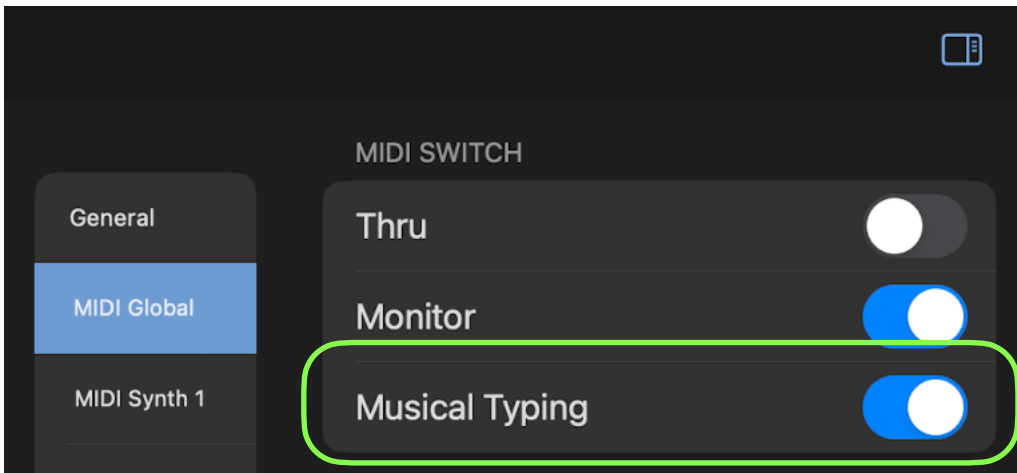 MIDI SWITCH
General
Thru
MIDI Global
Monitor
MIDI Synth 1
Musical Typing